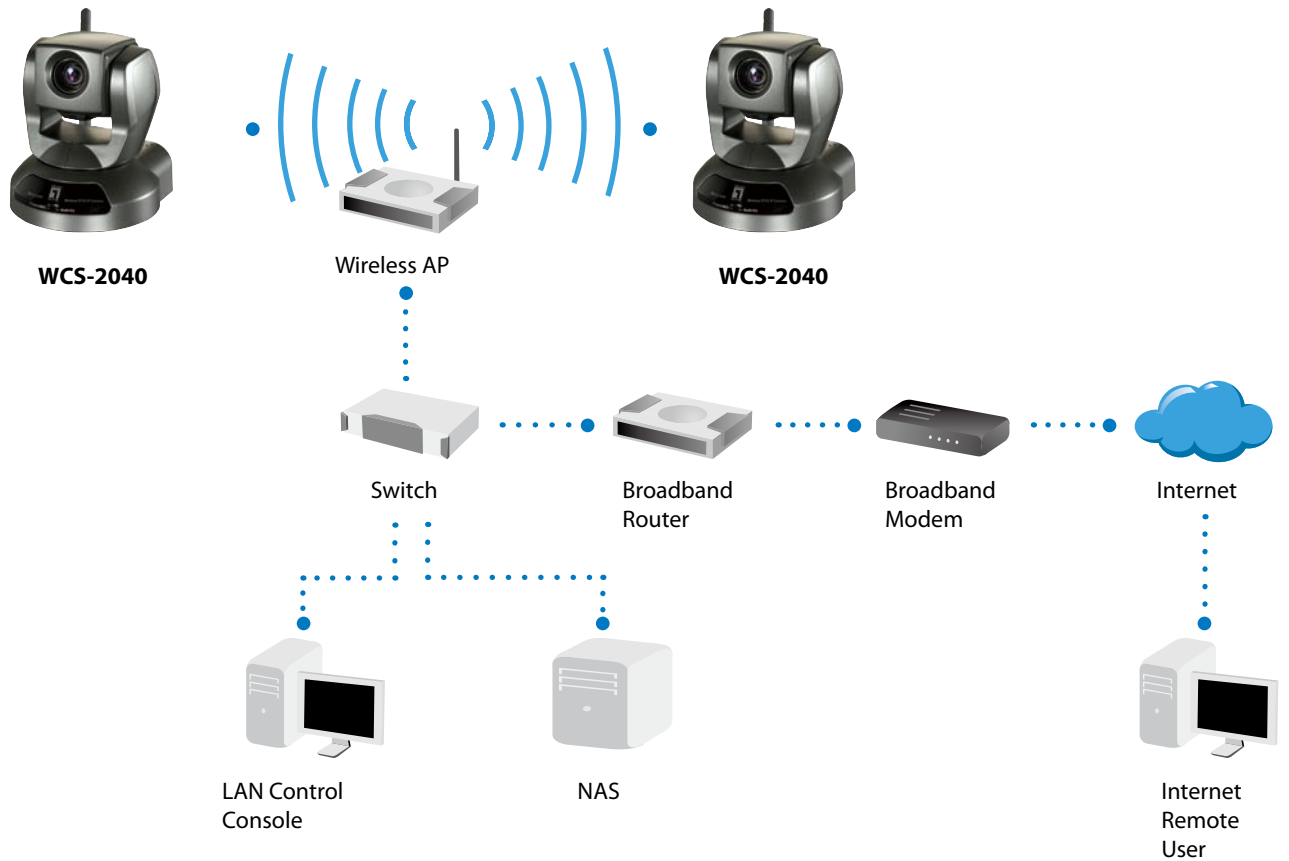 WCS-2040
Wireless AP
WCS-2040
Switch
Broadband
Router
Broadband
Modem
Internet
LAN Control
Console
NAS
Internet
Remote
User